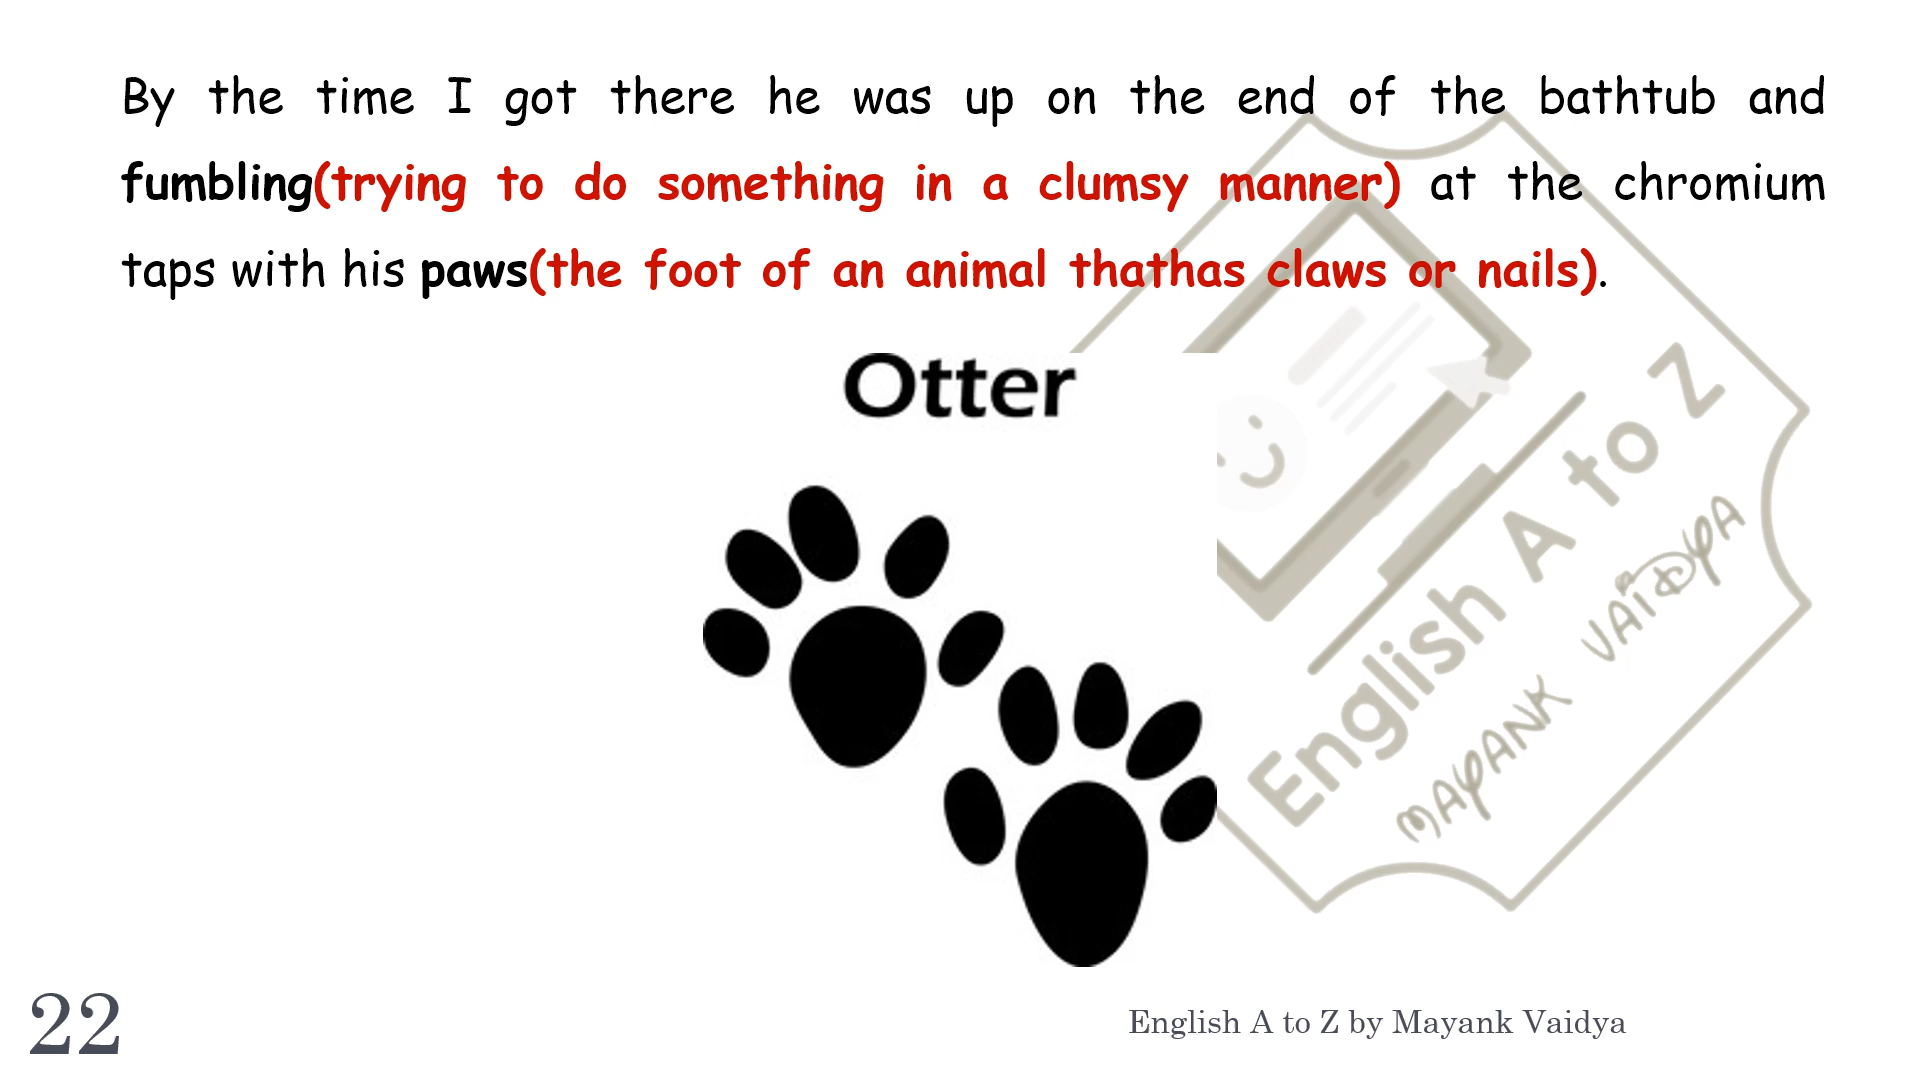 By the time I got there he was up on the end of the bathtub and
fumbling(trying to do something in a clumsy manner) at the chromium
taps with his paws(the foot of an animal thathas claws or nails).
Otter
English A to Z
MAYANK VAIDYA
22
English A to Z by Mayank Vaidya